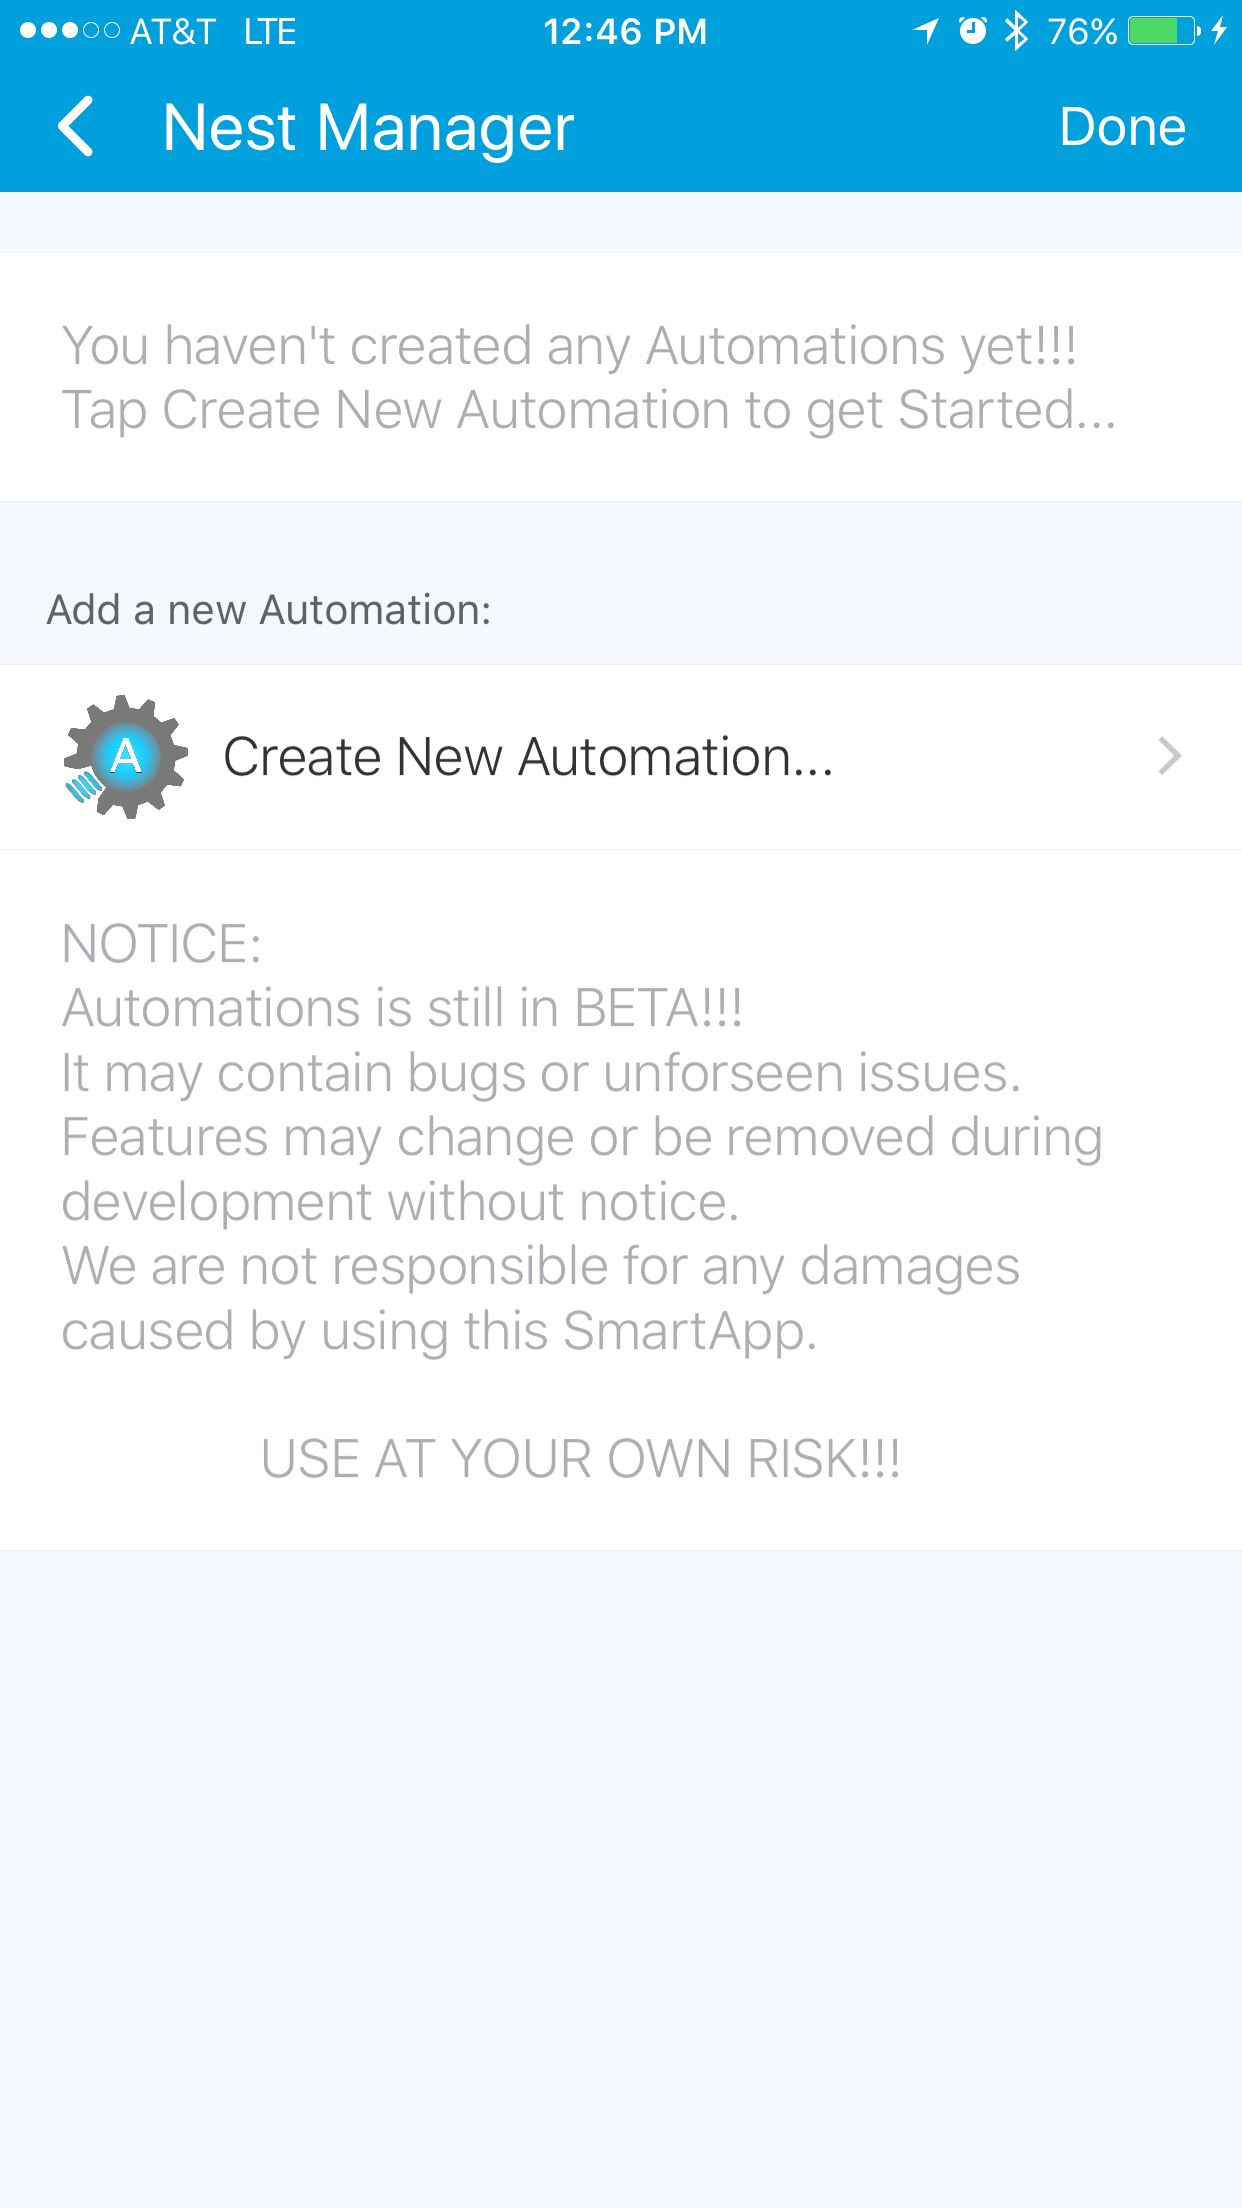 AT&T LTE 12:46 PM 76%
Nest Manager Done
You haven't created any Automations yet!!!
Tap Create New Automation to get Started...
Add a new Automation:
A Create New Automation...
NOTICE:
Automations is still in BETA!!!
It may contain bugs or unforseen issues.
Features may change or be removed during
development without notice.
We are not responsible for any damages
caused by using this SmartApp.
USE AT YOUR OWN RISK!!!